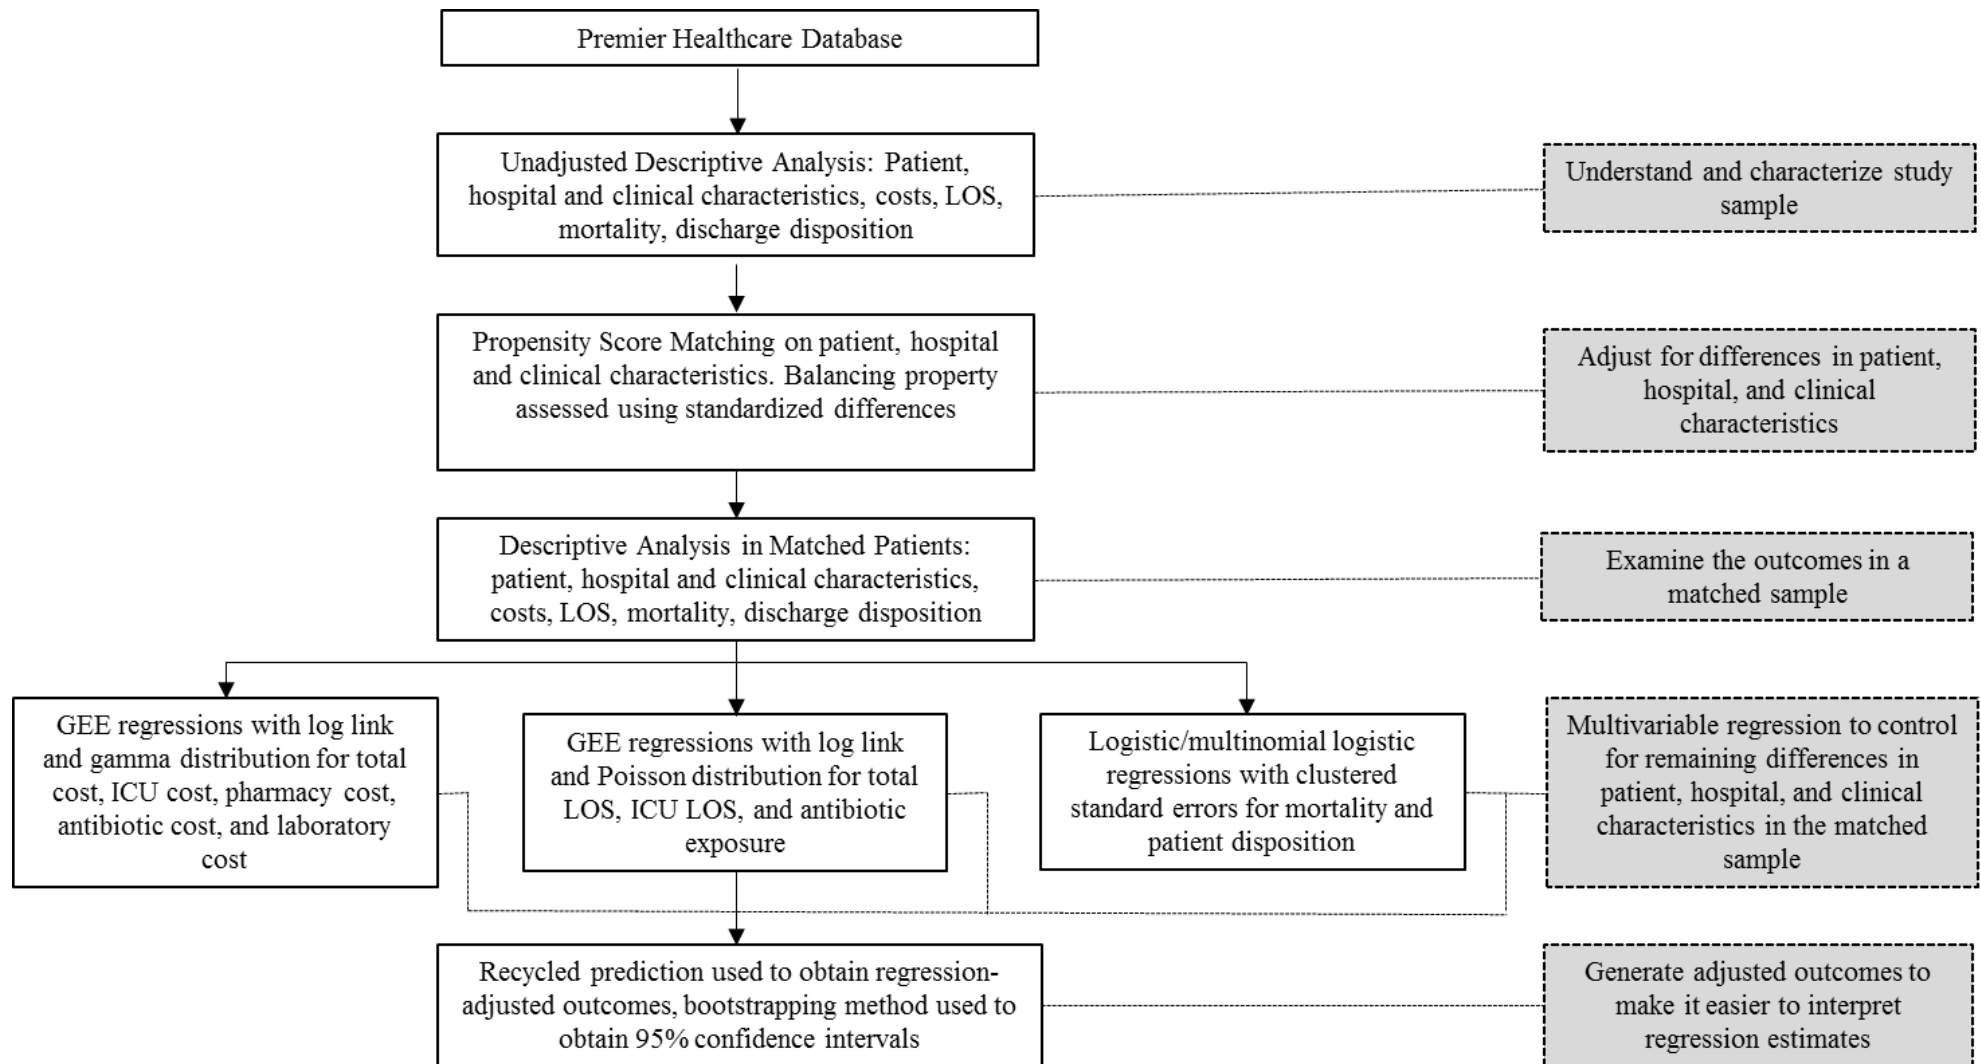 Premier Healthcare Database
Unadjusted Descriptive Analysis: Patient,
hospital and clinical characteristics, costs, LOS,
mortality, discharge disposition
Understand and characterize study
sample
Propensity Score Matching on patient, hospital
and clinical characteristics. Balancing property
assessed using standardized differences
Adjust for differences in patient,
hospital, and clinical
characteristics
Descriptive Analysis in Matched Patients:
patient, hospital and clinical characteristics,
costs, LOS, mortality, discharge disposition
Examine the outcomes in a
matched sample
GEE regressions with log link
and gamma distribution for total
cost, ICU cost, pharmacy cost,
antibiotic cost, and laboratory
cost
GEE regressions with log link
and Poisson distribution for total
LOS, ICU LOS, and antibiotic
exposure
Logistic/multinomial logistic
regressions with clustered
standard errors for mortality and
patient disposition
Multivariable regression to control
for remaining differences in
patient, hospital, and clinical
characteristics in the matched
sample
Recycled prediction used to obtain regression-
adjusted outcomes, bootstrapping method used to
obtain 95% confidence intervals
Generate adjusted outcomes to
make it easier to interpret
regression estimates